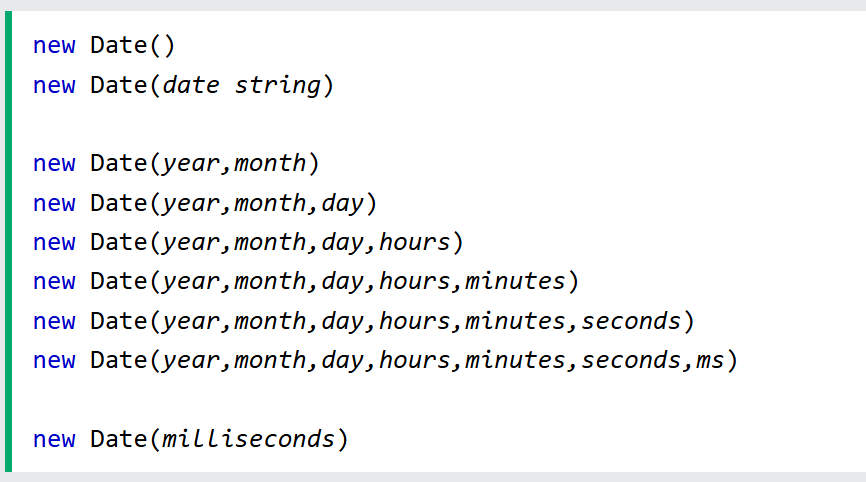 new Date()
new Date(date string)
new Date(year,month)
new Date(year,month,day)
new Date(year,month,day,hours)
new Date(year,month,day,hours,minutes)
new Date(year,month,day,hours,minutes,seconds)
new Date(year,month,day,hours,minutes,seconds,ms)
new Date(milliseconds)